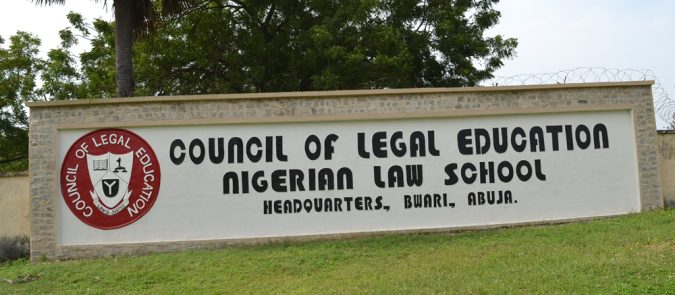 COUNCIL OF LEGAL EDUCATION
COUNCIL OF LEGAL EDUCATION
NIGERIAN LAW SCHOOL
HEADQUARTERS, BWARI, ABUJA.